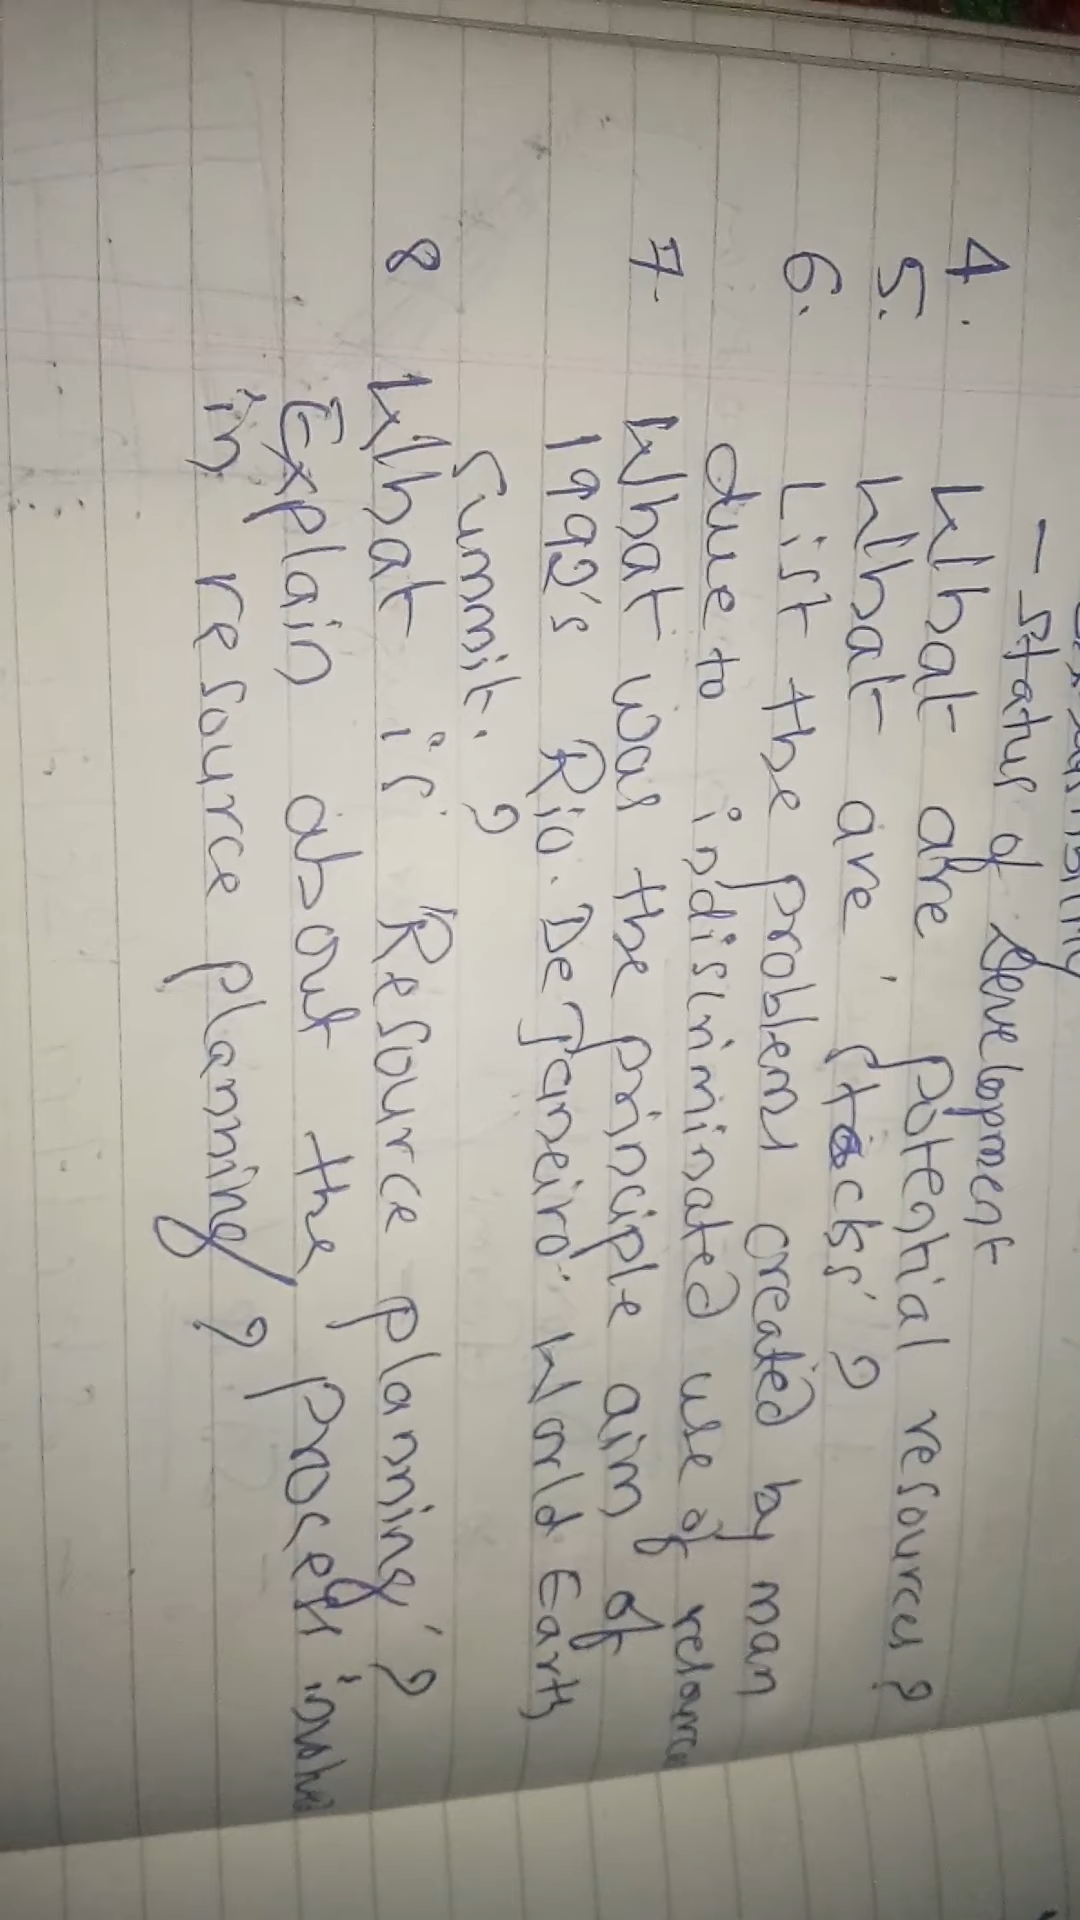 - Status of Development
4. What are Potential resources?
5. What are 'Stocks'?
6. List the problems created by man
due to indiscriminated use of resource
7. What was the principle aim of
1992's Rio. De Janeiro. World Earth
Summit. ?
8 What is "Resource planning'?
Explain about the process
in resource planning?